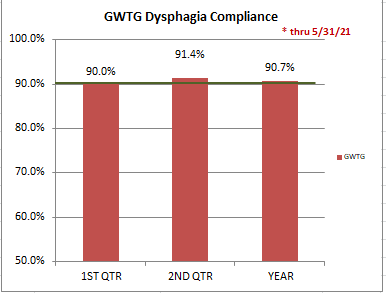 GWTG Dysphagia Compliance
* thru 5/31/21
100.0%
90.0%
80.0%
70.0%
60.0%
50.0%
90.0%
91.4%
90.7%
1ST QTR
2ND QTR
YEAR
GWTG